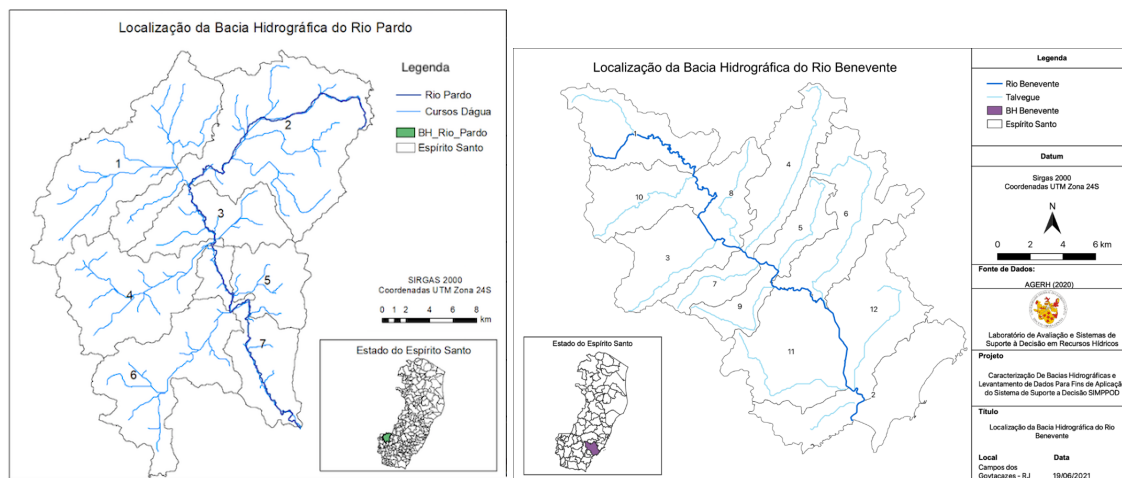 Localização da Bacia Hidrográfica do Rio Pardo
Legenda
Rio Pardo
Cursos Dágua
BH_Rio_Pardo
Espírito Santo
2
1
3
4
5
7
6
SIRGAS 2000
Coordenadas UTM Zona 24S
0 1 2 4 6 8
km
Estado do Espírito Santo
Localização da Bacia Hidrográfica do Rio Benevente
1
4
8
10
5
6
3
7
9
12
11
2
Estado do Espírito Santo
Legenda
Rio Benevente
Talvegue
BH Benevente
Espírito Santo
Datum
Sirgas 2000
Coordenadas UTM Zona 24S
N
0 2 4 6 km
Fonte de Dados:
AGERH (2020)
Laboratório de Avaliação e Sistemas de
Suporte à Decisão em Recursos Hídricos
Projeto
Caracterização De Bacias Hidrográficas e
Levantamento de Dados Para Fins de Aplicação
do Sistema de Suporte a Decisão SIMPPOD
Título
Localização da Bacia Hidrográfica do Rio
Benevente
Local Data
Campos dos
Goytacazes - RJ 19/06/2021